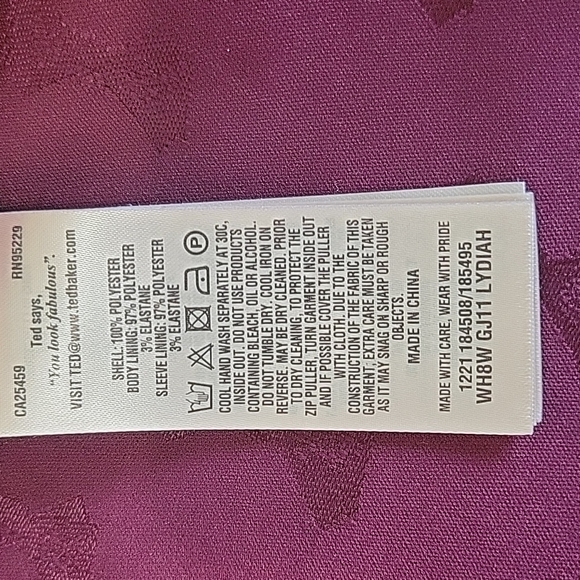 CA25459 RN95229
Ted says,
"You look fabulous".
VISIT TED@www.tedbaker.com
SHELL:100% POLYESTER
BODY LINING: 97% POLYESTER
3% ELASTANE
SLEEVE LINING: 97% POLYESTER
3% ELASTANE
P
COOL HAND WASH SEPARATELY AT 30C,
INSIDE OUT. DO NOT USE PRODUCTS
CONTAINING BLEACH, OIL OR ALCOHOL.
DO NOT TUMBLE DRY. COOL IRON ON
REVERSE. MAY BE DRY CLEANED. PRIOR
TO DRY CLEANING, TO PROTECT THE
ZIP PULLER, TURN GARMENT INSIDE OUT
AND IF POSSIBLE COVER THE PULLER
WITH CLOTH. DUE TO THE
CONSTRUCTION OF THE FABRIC OF THIS
GARMENT, EXTRA CARE MUST BE TAKEN
AS IT MAY SNAG ON SHARP OR ROUGH
OBJECTS.
MADE IN CHINA
MADE WITH CARE, WEAR WITH PRIDE
1221 184508/185495
WH8W GJ11 LYDIAH